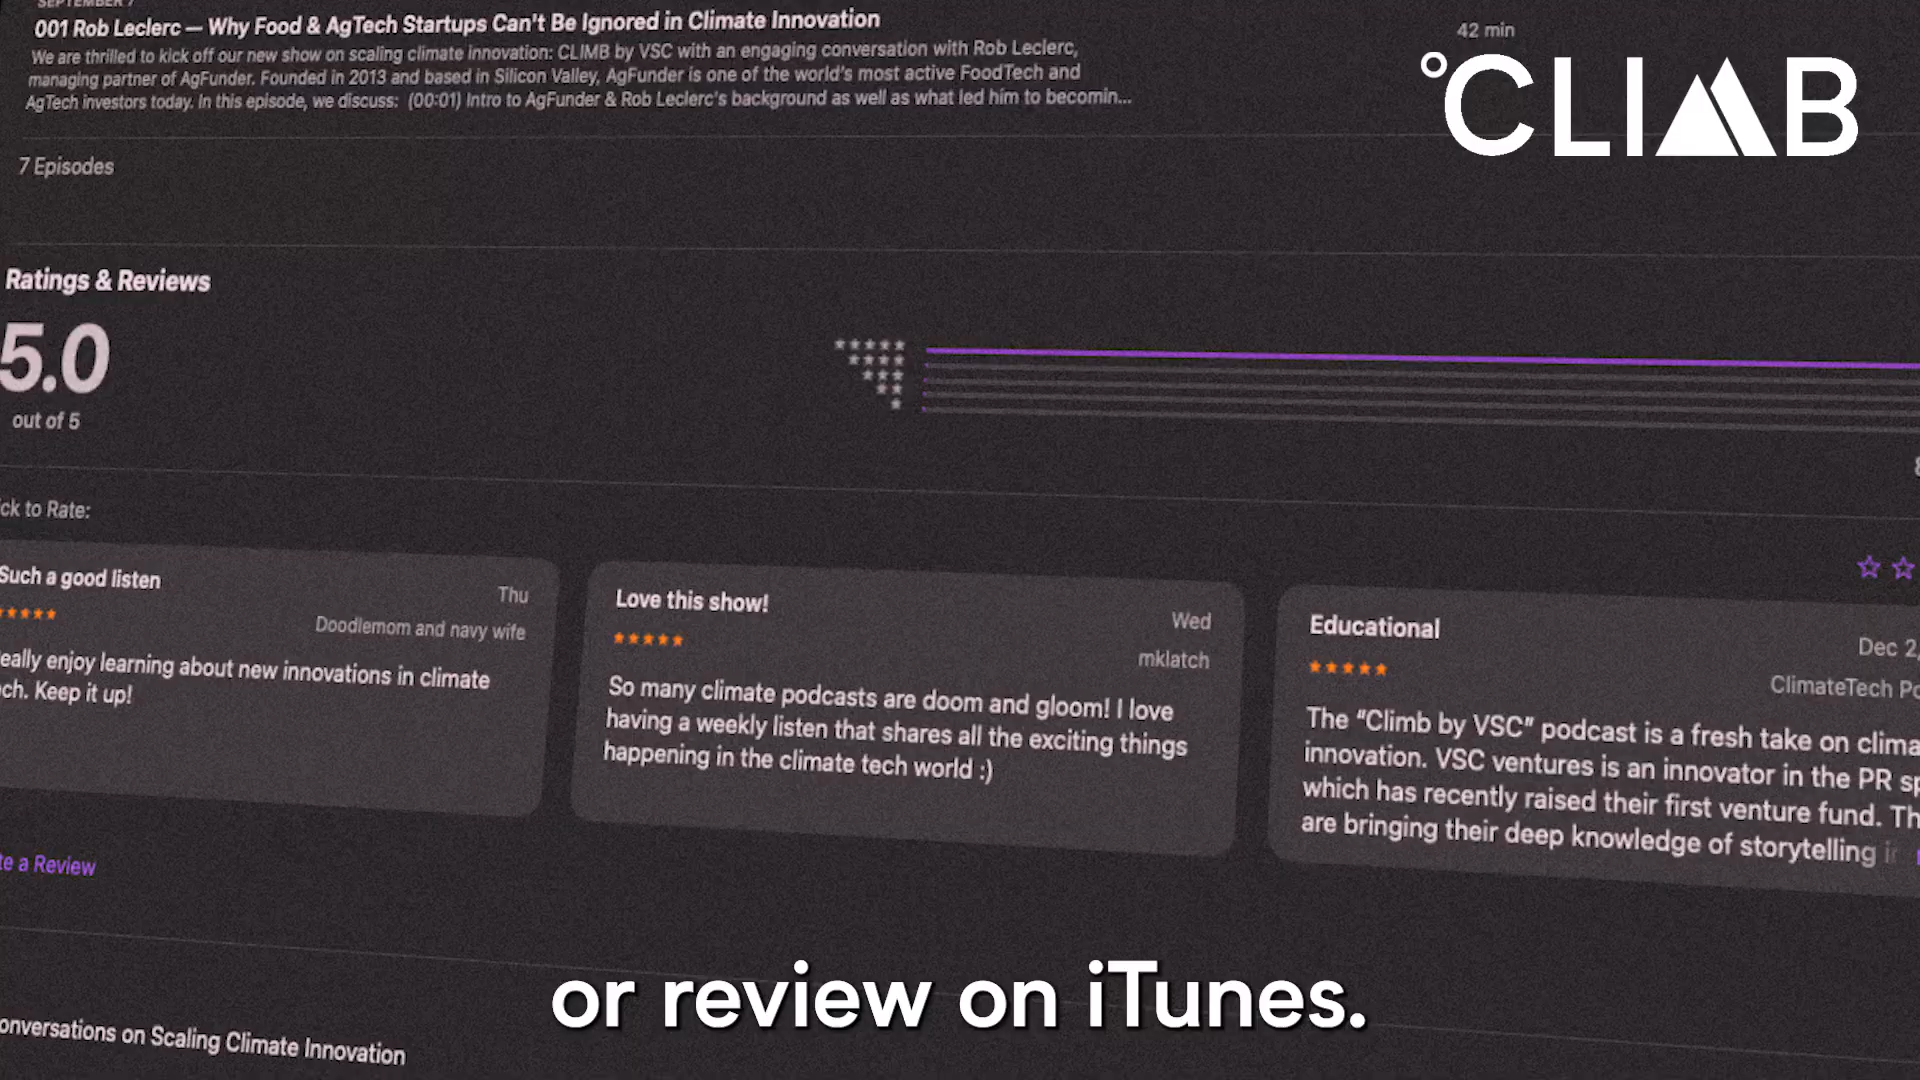 SEPTEMBER 7
001 Rob Leclerc — Why Food & AgTech Startups Can't Be Ignored in Climate Innovation
42 min
We are thrilled to kick off our new show on scaling climate innovation: CLIMB by VSC with an engaging conversation with Rob Leclerc,
managing partner of AgFunder. Founded in 2013 and based in Silicon Valley, AgFunder is one of the world's most active FoodTech and
AgTech investors today. In this episode, we discuss: (00:01) Intro to AgFunder & Rob Leclerc's background as well as what led him to becomin...
°CLIMB
7 Episodes
Ratings & Reviews
5.0
out of 5
ck to Rate:
Such a good listen
Thu
Doodlemom and navy wife
eally enjoy learning about new innovations in climate
ch. Keep it up!
Love this show!
Wed
mklatch
So many climate podcasts are doom and gloom! I love
having a weekly listen that shares all the exciting things
happening in the climate tech world :)
Educational
Dec 2,
ClimateTech Po
The “Climb by VSC” podcast is a fresh take on clima
innovation. VSC ventures is an innovator in the PR sp
which has recently raised their first venture fund. Th
are bringing their deep knowledge of storytelling
te a Review
or review on iTunes.
onversations on Scaling Climate Innovation